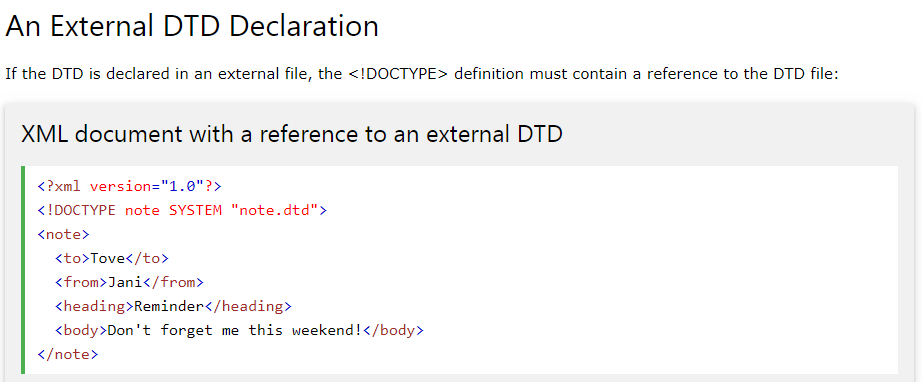 An External DTD Declaration
If the DTD is declared in an external file, the <!DOCTYPE> definition must contain a reference to the DTD file:
XML document with a reference to an external DTD
<?xml version="1.0"?>
<!DOCTYPE note SYSTEM "note.dtd">
<note>
  <to>Tove</to>
  <from>Jani</from>
  <heading>Reminder</heading>
  <body>Don't forget me this weekend!</body>
</note>